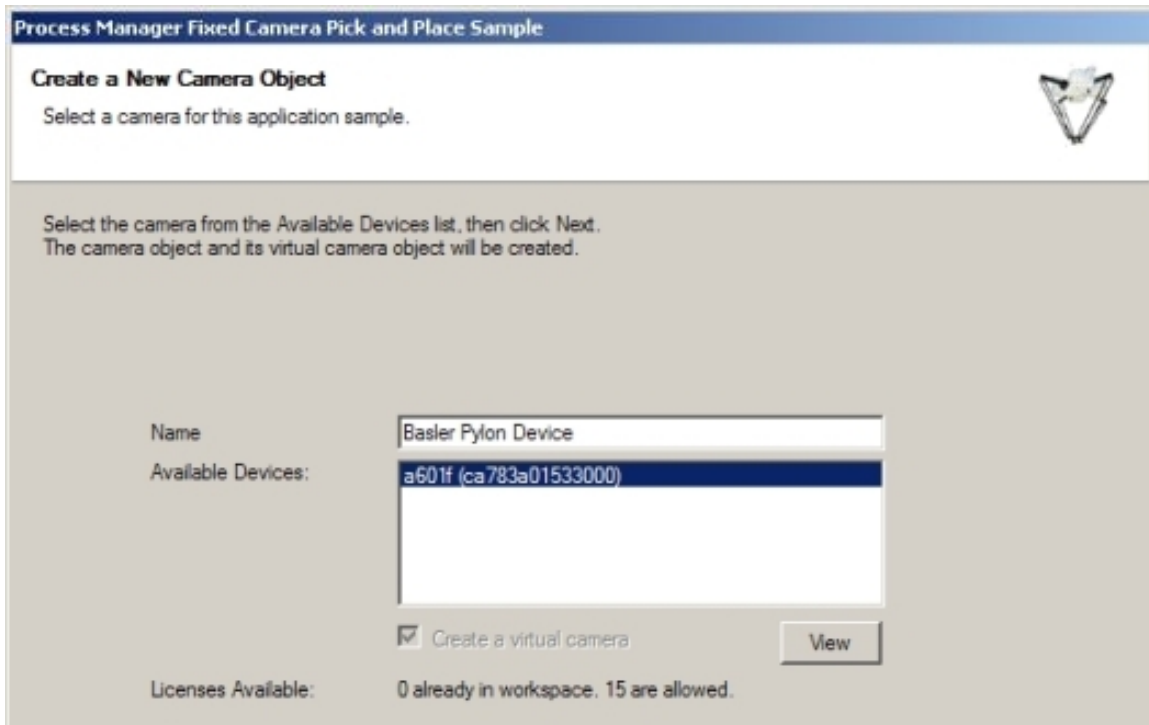 Process Manager Fixed Camera Pick and Place Sample
Create a New Camera Object
Select a camera for this application sample.
Select the camera from the Available Devices list, then click Next.
The camera object and its virtual camera object will be created.
Name
Basler Pylon Device
Available Devices:
a601f (ca783a01533000)
Create a virtual camera
View
Licenses Available:
0 already in workspace. 15 are allowed.